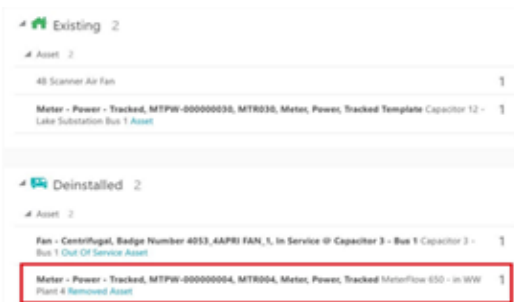 Existing 2
Asset 2
4B Scanner Air Fan 1
Meter - Power - Tracked, MTPW-000000030, MTR030, Meter, Power, Tracked Template Capacitor 12 - 1
Lake Substation Bus 1 Asset
Deinstalled 2
Asset 2
Fan - Centrifugal, Badge Number 4053_4APRI FAN_1, In Service @ Capacitor 3 - Bus 1 Capacitor 3 - 1
Bus 1 Out Of Service Asset
Meter - Power - Tracked, MTPW-000000004, MTR004, Meter, Power, Tracked MeterFlow 650 - in WW 1
Plant 4 Removed Asset